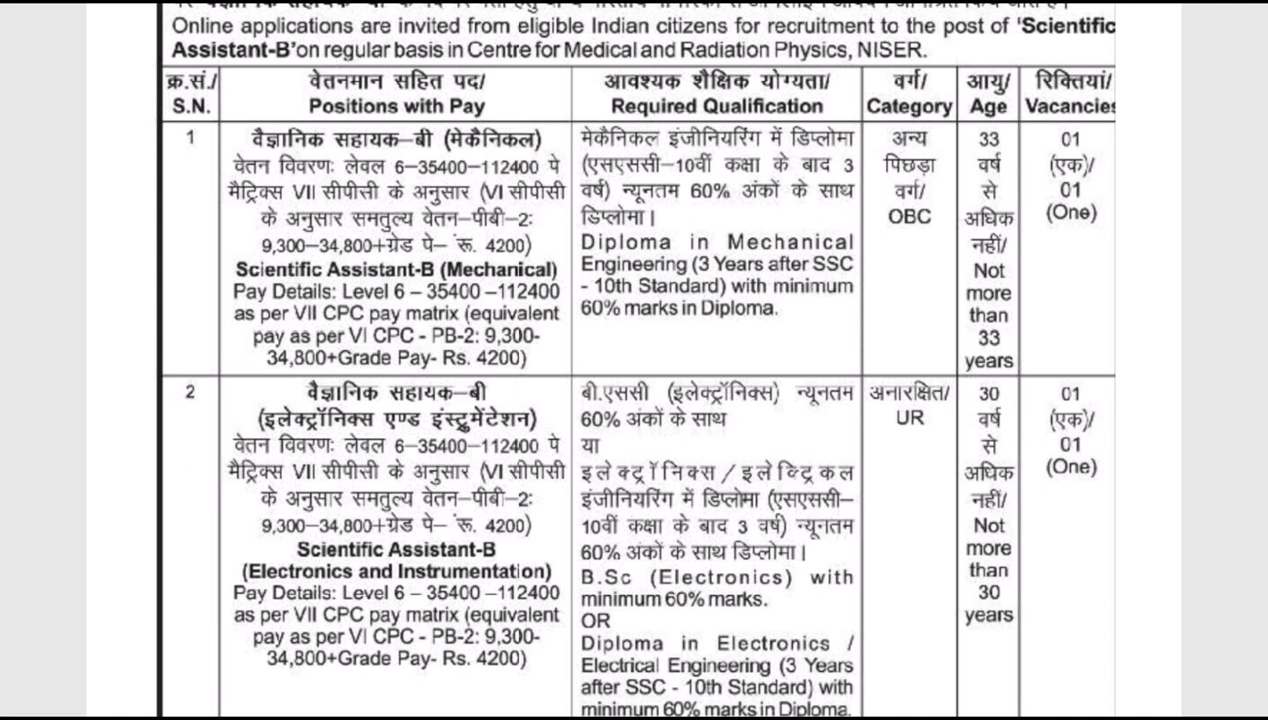 Online applications are invited from eligible Indian citizens for recruitment to the post of ‘Scientific
Assistant-B’on regular basis in Centre for Medical and Radiation Physics, NISER.
क्र.सं./
S.N.
वेतनमान सहित पद/
Positions with Pay
आवश्यक शैक्षिक योग्यता/
Required Qualification
वर्ग/
Category
आयु/
Age
रिक्तियां/
Vacancies
1
वैज्ञानिक सहायक–बी (मेकैनिकल)
वेतन विवरणः लेवल 6–35400–112400 पे
मैट्रिक्स VII सीपीसी के अनुसार (VI सीपीसी
के अनुसार समतुल्य वेतन–पीबी–2ः
9,300–34,800+ग्रेड पे– रू. 4200)
Scientific Assistant-B (Mechanical)
Pay Details: Level 6 – 35400 –112400
as per VII CPC pay matrix (equivalent
pay as per VI CPC - PB-2: 9,300-
34,800+Grade Pay- Rs. 4200)
मेकैनिकल इंजीनियरिंग में डिप्लोमा
(एसएससी–10वीं कक्षा के बाद 3
वर्ष) न्यूनतम 60% अंकों के साथ
डिप्लोमा।
Diploma in Mechanical
Engineering (3 Years after SSC
- 10th Standard) with minimum
60% marks in Diploma.
अन्य
पिछड़ा
वर्ग/
OBC
33
वर्ष
से
अधिक
नहीं/
Not
more
than
33
years
01
(एक)/
01
(One)
2
वैज्ञानिक सहायक–बी
(इलेक्ट्रॉनिक्स एण्ड इंस्ट्रुमेंटेशन)
वेतन विवरणः लेवल 6–35400–112400 पे
मैट्रिक्स VII सीपीसी के अनुसार (VI सीपीसी
के अनुसार समतुल्य वेतन–पीबी–2ः
9,300–34,800+ग्रेड पे– रू. 4200)
Scientific Assistant-B
(Electronics and Instrumentation)
Pay Details: Level 6 – 35400 –112400
as per VII CPC pay matrix (equivalent
pay as per VI CPC - PB-2: 9,300-
34,800+Grade Pay- Rs. 4200)
बी.एससी (इलेक्ट्रॉनिक्स) न्यूनतम
60% अंकों के साथ
या
इलेक्ट्रॉनिक्स/इलेक्ट्रिकल
इंजीनियरिंग में डिप्लोमा (एसएससी–
10वीं कक्षा के बाद 3 वर्ष) न्यूनतम
60% अंकों के साथ डिप्लोमा।
B.Sc (Electronics) with
minimum 60% marks.
OR
Diploma in Electronics /
Electrical Engineering (3 Years
after SSC - 10th Standard) with
minimum 60% marks in Diploma.
अनारक्षित/
UR
30
वर्ष
से
अधिक
नहीं/
Not
more
than
30
years
01
(एक)/
01
(One)